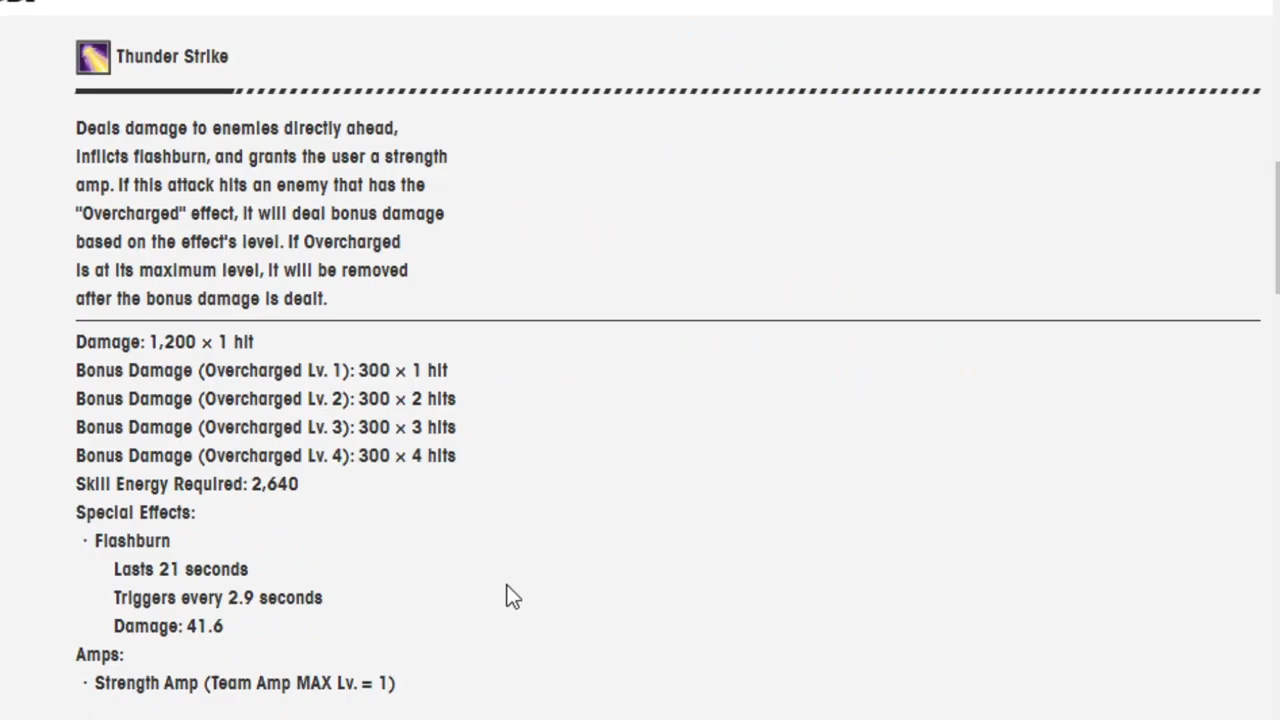 Thunder Strike
Deals damage to enemies directly ahead,
inflicts flashburn, and grants the user a strength
amp. If this attack hits an enemy that has the
"Overcharged" effect, it will deal bonus damage
based on the effect's level. If Overcharged
is at its maximum level, it will be removed
after the bonus damage is dealt.
Damage: 1,200 × 1 hit
Bonus Damage (Overcharged Lv. 1): 300 × 1 hit
Bonus Damage (Overcharged Lv. 2): 300 × 2 hits
Bonus Damage (Overcharged Lv. 3): 300 × 3 hits
Bonus Damage (Overcharged Lv. 4): 300 × 4 hits
Skill Energy Required: 2,640
Special Effects:
・Flashburn
Lasts 21 seconds
Triggers every 2.9 seconds
Damage: 41.6
Amps:
・Strength Amp (Team Amp MAX Lv. = 1)